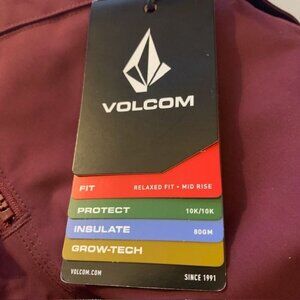 VOLCOM
FIT RELAXED FIT • MID RISE
PROTECT 10K/10K
INSULATE 80GM
GROW-TECH
VOLCOM.COM SINCE 1991